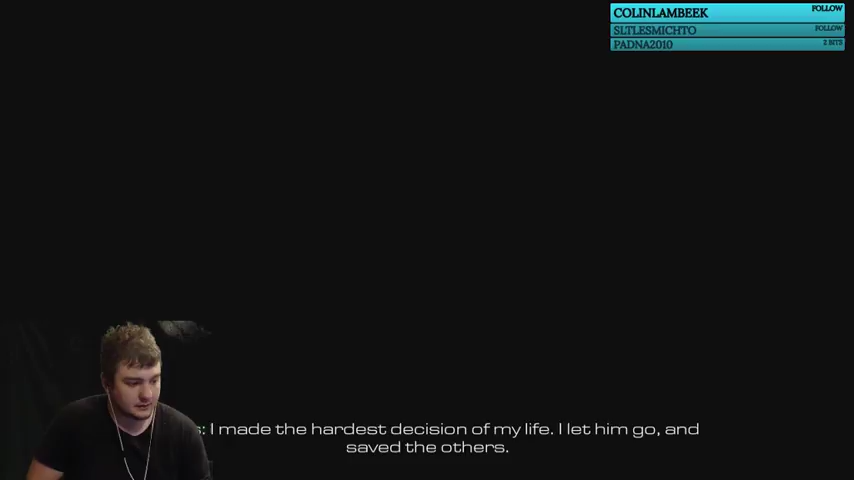 COLINLAMBEEK FOLLOW
SLTLESMICHTO FOLLOW
PADNA2010 2 BITS
s: I made the hardest decision of my life. I let him go, and
saved the others.